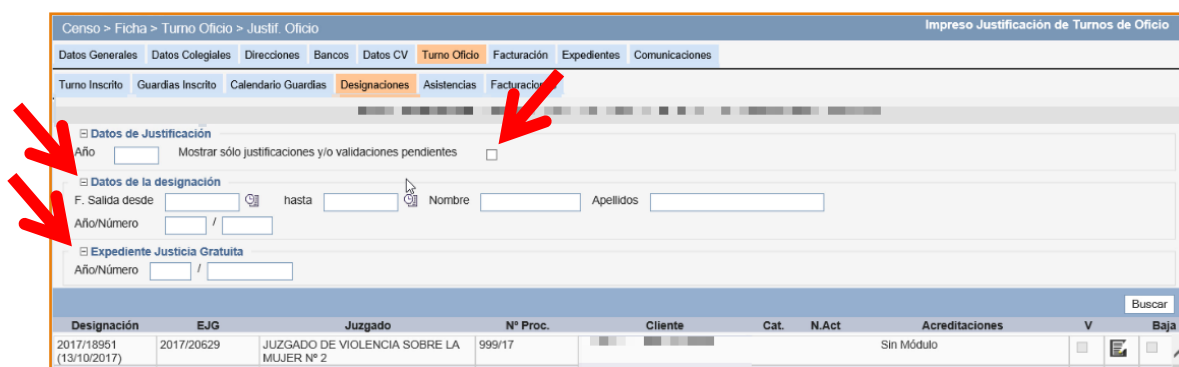 Censo > Ficha > Turno Oficio > Justif. Oficio Impreso Justificación de Turnos de Oficio
Datos Generales Datos Colegiales Direcciones Bancos Datos CV Turno Oficio Facturación Expedientes Comunicaciones
Turno Inscrito Guardias Inscrito Calendario Guardias Designaciones Asistencias Facturaciones
Datos de Justificación
Año Mostrar sólo justificaciones y/o validaciones pendientes
Datos de la designación
F. Salida desde hasta Nombre Apellidos
Año/Número /
Expediente Justicia Gratuita
Año/Número /
Buscar
Designación EJG Juzgado Nº Proc. Cliente Cat. N.Act Acreditaciones V Baja
2017/18951 2017/20629 JUZGADO DE VIOLENCIA SOBRE LA 999/17 Sin Módulo
(13/10/2017) MUJER Nº 2